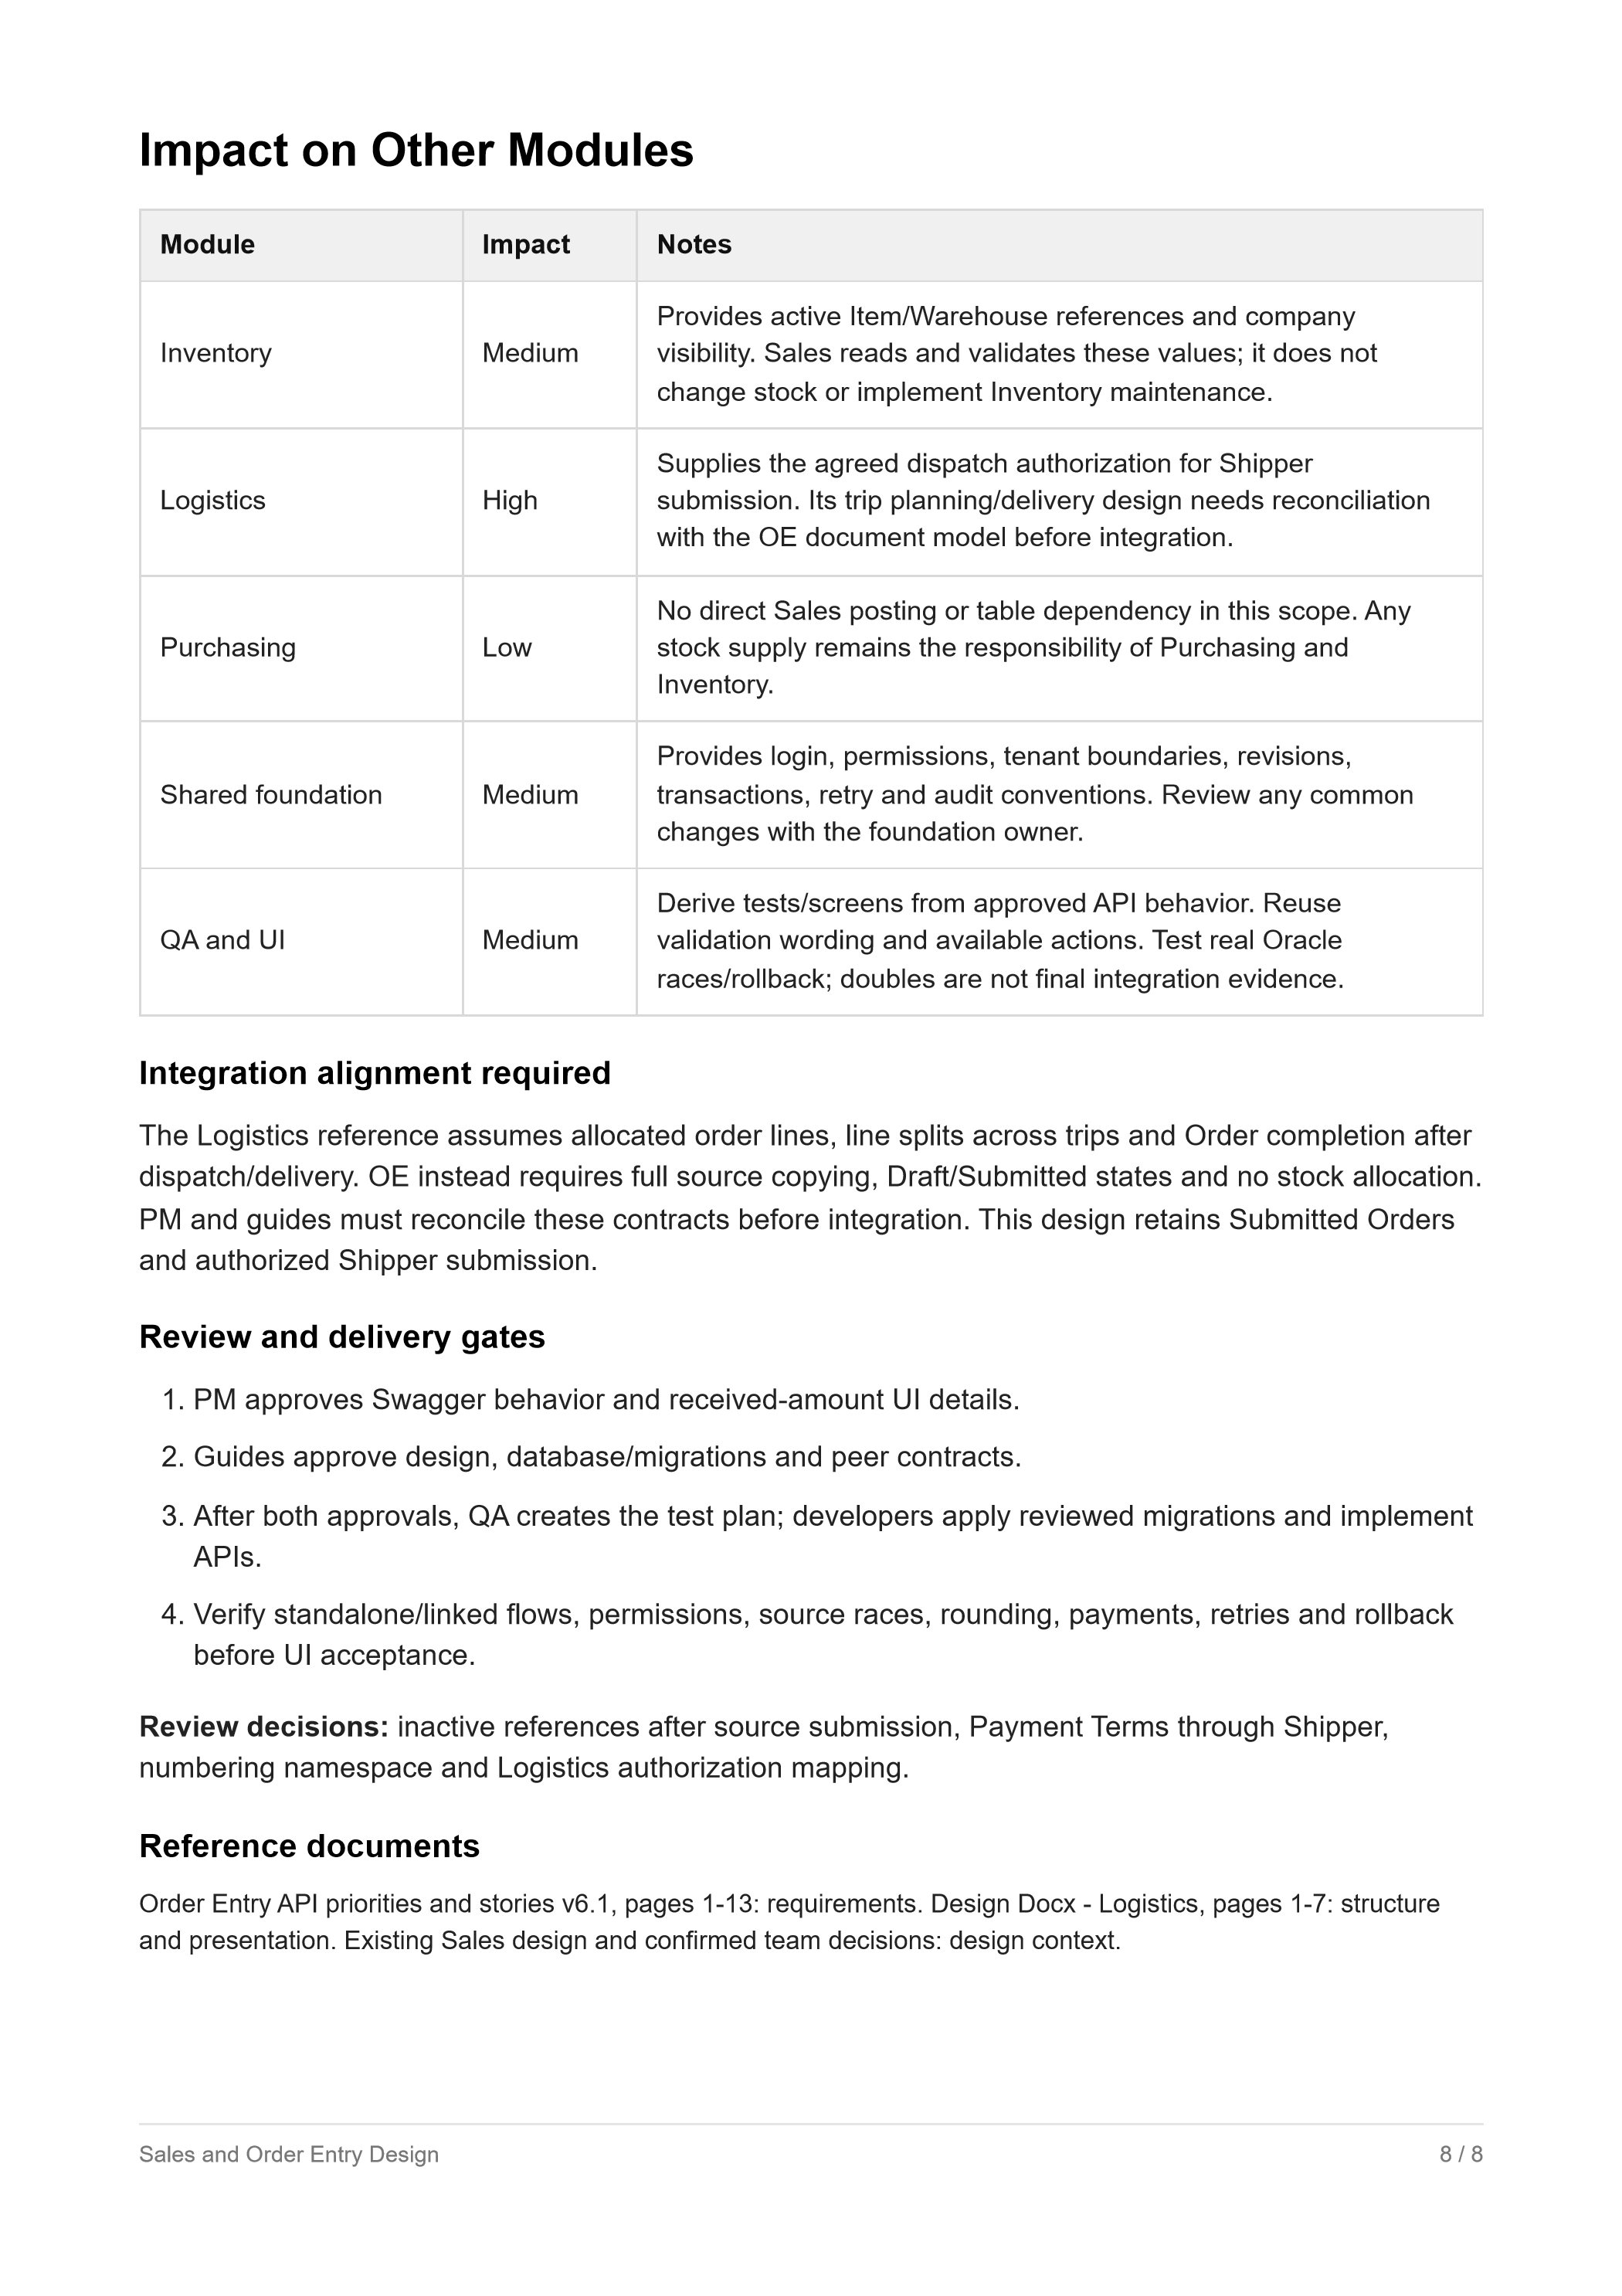 Impact on Other Modules
Module Impact Notes
Inventory Medium Provides active Item/Warehouse references and company
visibility. Sales reads and validates these values; it does not
change stock or implement Inventory maintenance.
Logistics High Supplies the agreed dispatch authorization for Shipper
submission. Its trip planning/delivery design needs reconciliation
with the OE document model before integration.
Purchasing Low No direct Sales posting or table dependency in this scope. Any
stock supply remains the responsibility of Purchasing and
Inventory.
Shared foundation Medium Provides login, permissions, tenant boundaries, revisions,
transactions, retry and audit conventions. Review any common
changes with the foundation owner.
QA and UI Medium Derive tests/screens from approved API behavior. Reuse
validation wording and available actions. Test real Oracle
races/rollback; doubles are not final integration evidence.
Integration alignment required
The Logistics reference assumes allocated order lines, line splits across trips and Order completion after
dispatch/delivery. OE instead requires full source copying, Draft/Submitted states and no stock allocation.
PM and guides must reconcile these contracts before integration. This design retains Submitted Orders
and authorized Shipper submission.
Review and delivery gates
1. PM approves Swagger behavior and received-amount UI details.
2. Guides approve design, database/migrations and peer contracts.
3. After both approvals, QA creates the test plan; developers apply reviewed migrations and implement
APIs.
4. Verify standalone/linked flows, permissions, source races, rounding, payments, retries and rollback
before UI acceptance.
Review decisions: inactive references after source submission, Payment Terms through Shipper,
numbering namespace and Logistics authorization mapping.
Reference documents
Order Entry API priorities and stories v6.1, pages 1-13: requirements. Design Docx - Logistics, pages 1-7: structure
and presentation. Existing Sales design and confirmed team decisions: design context.
Sales and Order Entry Design 8 / 8